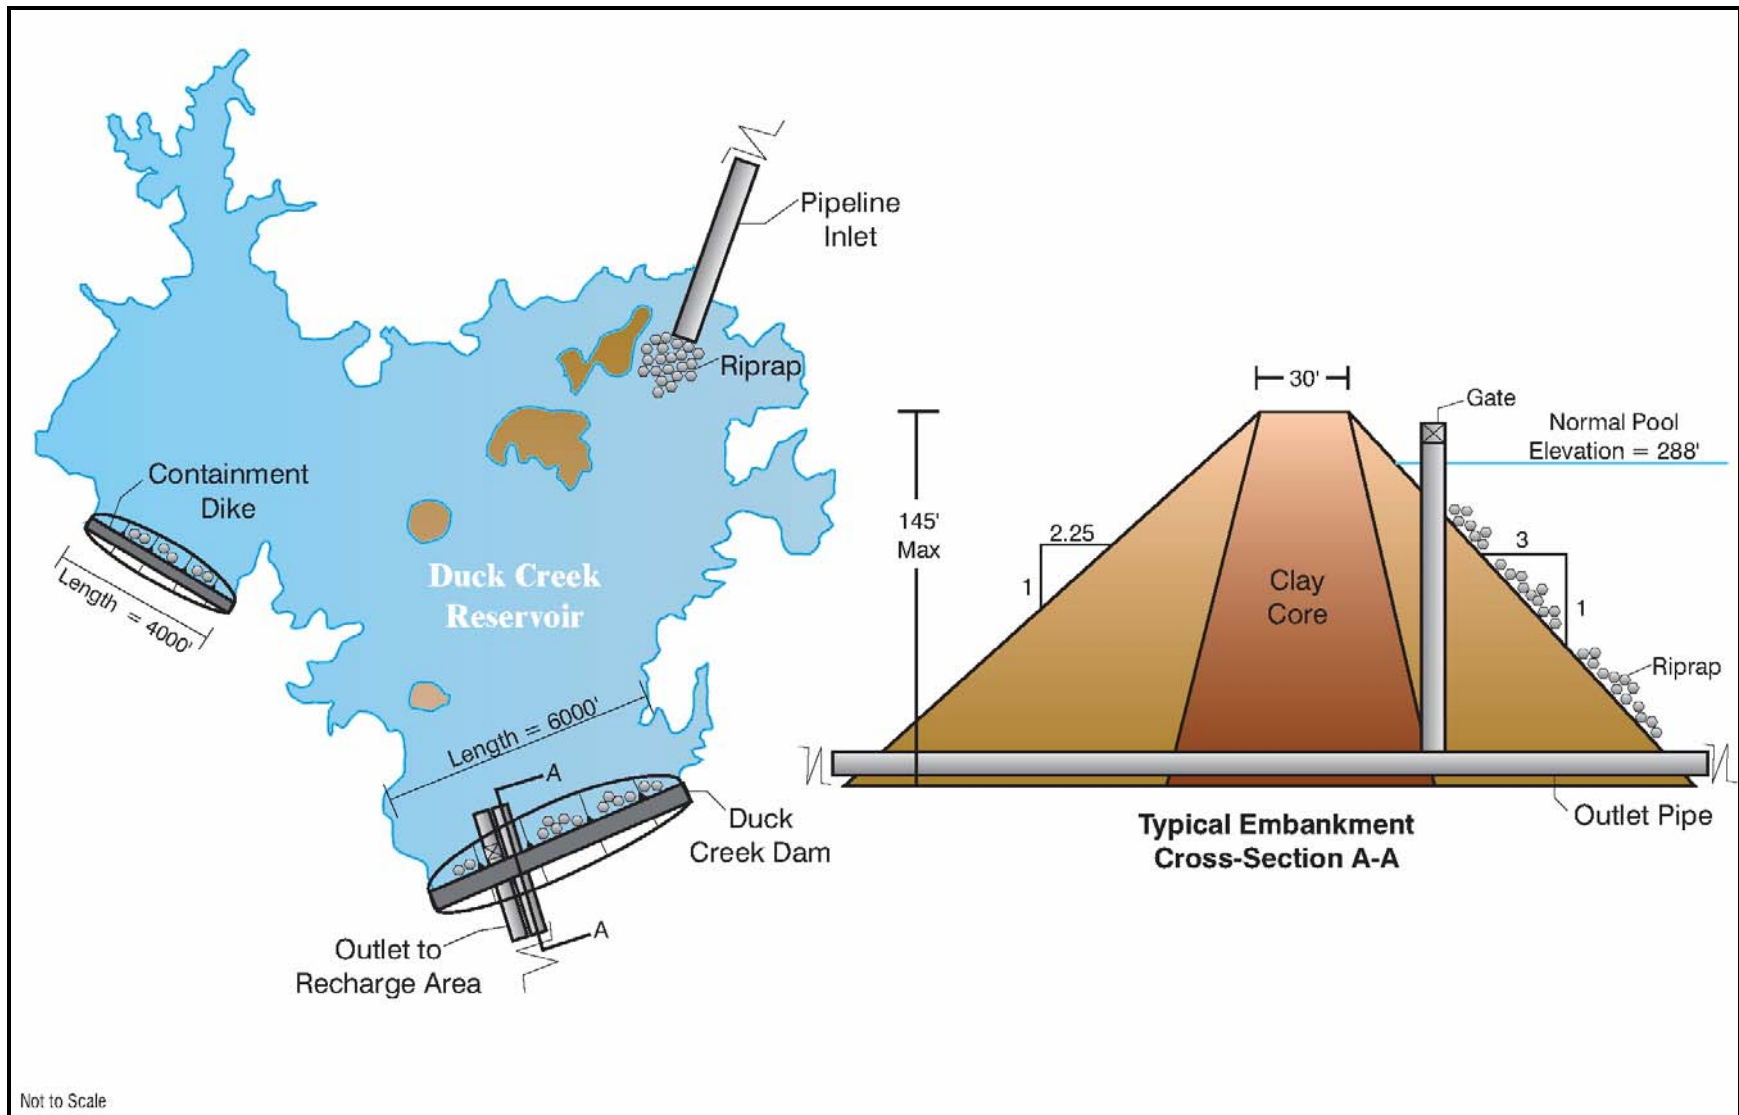 Pipeline
Inlet
Riprap
Containment
Dike
Length = 4000'
Duck Creek
Reservoir
Length = 6000'
A
Duck
Creek Dam
A
Outlet to
Recharge Area
30'
Gate
Normal Pool
Elevation = 288'
145'
Max
2.25
1
3
1
Clay
Core
Riprap
Outlet Pipe
Typical Embankment
Cross-Section A-A
Not to Scale